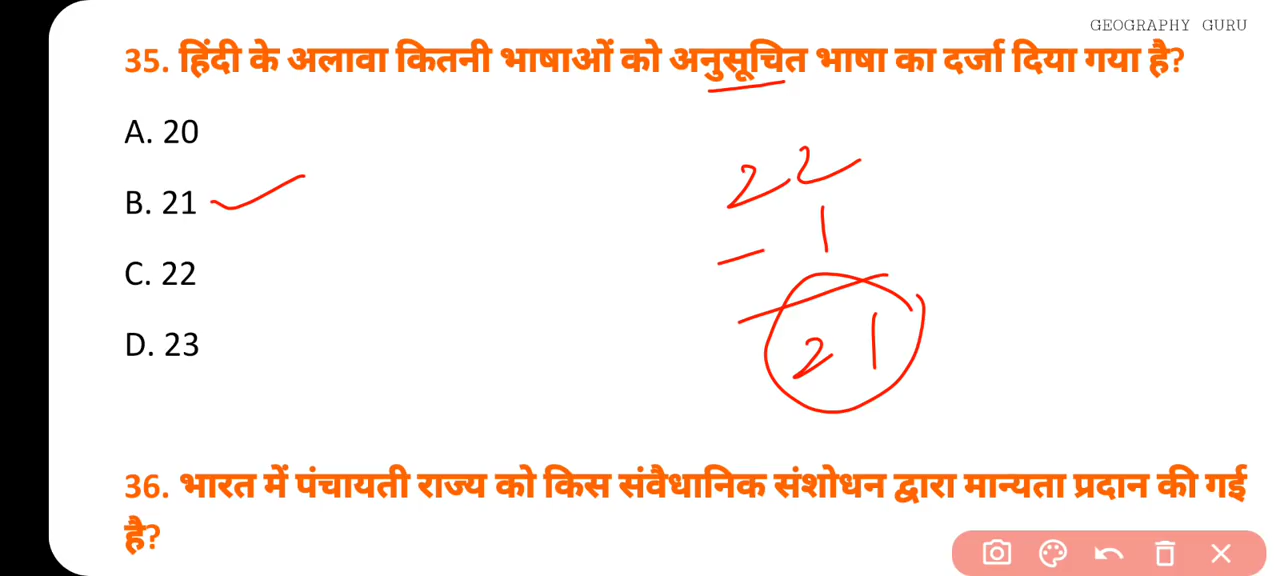 GEOGRAPHY GURU
35. हिंदी के अलावा कितनी भाषाओं को अनुसूचित भाषा का दर्जा दिया गया है?
A. 20
B. 21
C. 22
D. 23
22
- 1
21
36. भारत में पंचायती राज्य को किस संवैधानिक संशोधन द्वारा मान्यता प्रदान की गई
है?